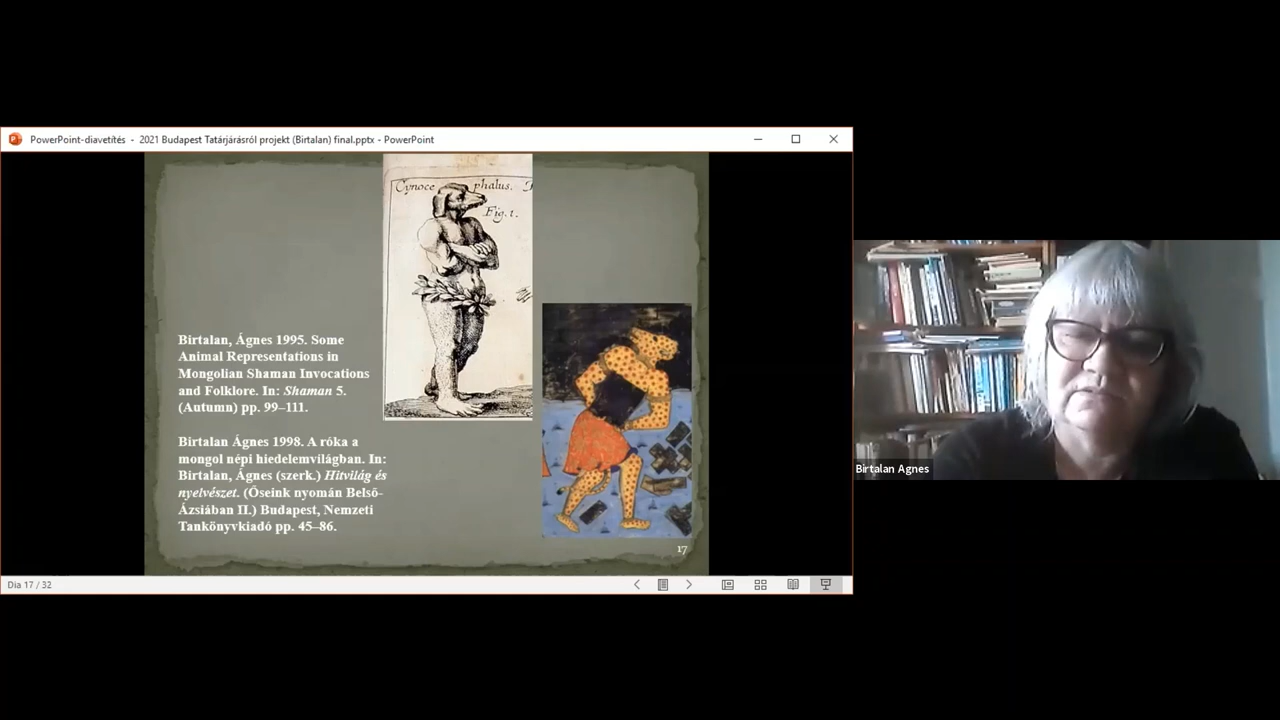 PowerPoint-diavetítés - 2021 Budapest Tatárjárásról projekt (Birtalan) final.pptx - PowerPoint
Cynoce phalus.
Fig. 1.
Birtalan, Ágnes 1995. Some
Animal Representations in
Mongolian Shaman Invocations
and Folklore. In: Shaman 5.
(Autumn) pp. 99–111.
Birtalan Ágnes 1998. A róka a
mongol népi hiedelemvilágban. In:
Birtalan, Ágnes (szerk.) Hitvilág és
nyelvészet. (Őseink nyomán Belső-
Ázsiában II.) Budapest, Nemzeti
Tankönyvkiadó pp. 45–86.
17
Dia 17 / 32
Birtalan Agnes